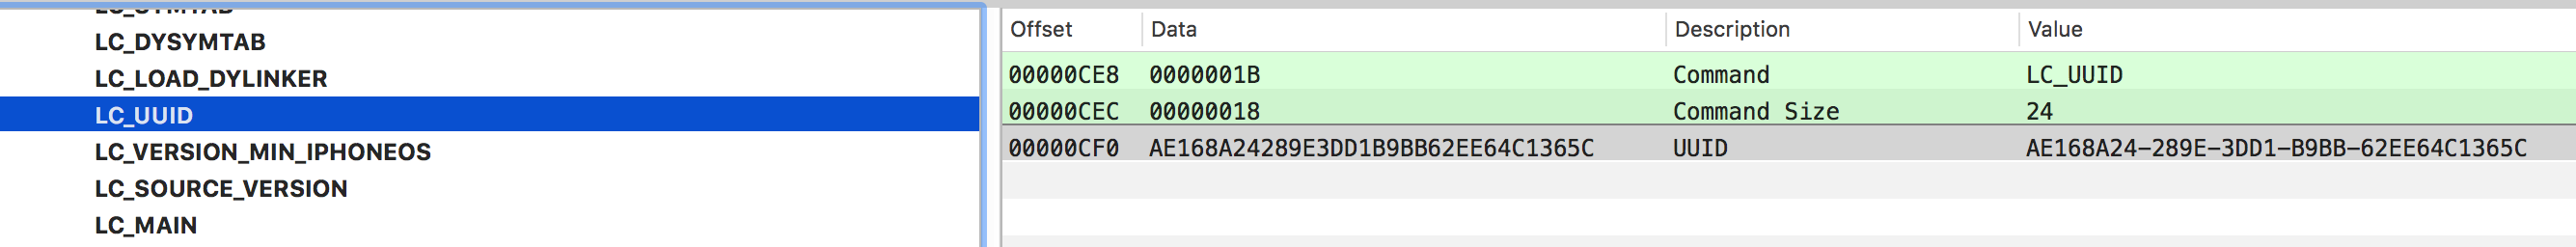 LC_SYMTAB
LC_DYSYMTAB
LC_LOAD_DYLINKER
LC_UUID
LC_VERSION_MIN_IPHONEOS
LC_SOURCE_VERSION
LC_MAIN
Offset Data Description Value
00000CE8 0000001B Command LC_UUID
00000CEC 00000018 Command Size 24
00000CF0 AE168A24289E3DD1B9BB62EE64C1365C UUID AE168A24-289E-3DD1-B9BB-62EE64C1365C